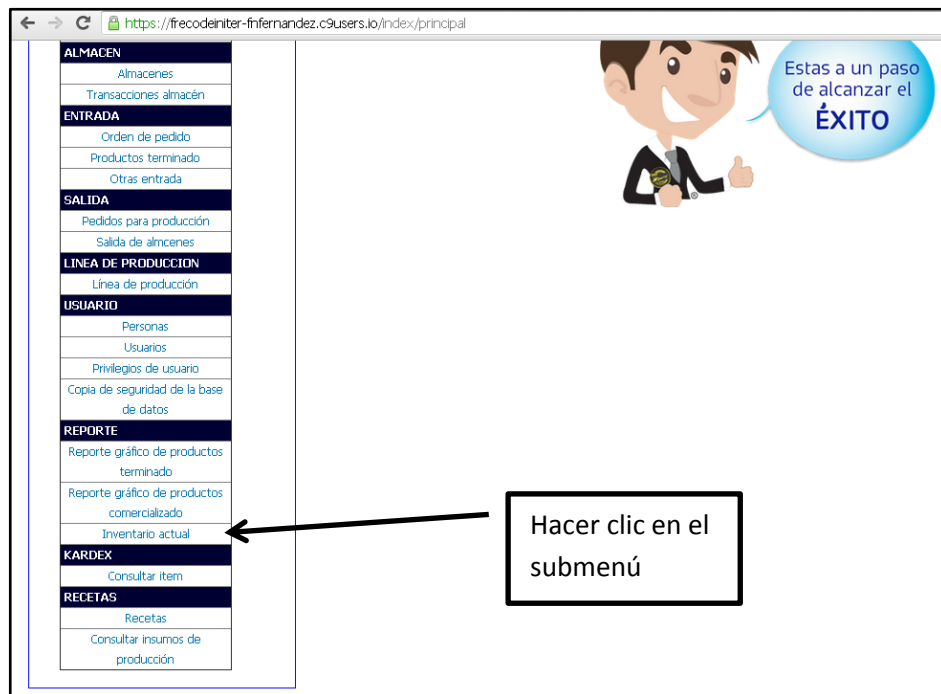 https://frecodeiniter-fnfernandez.c9users.io/index/principal
ALMACEN
Almacenes
Transacciones almacén
ENTRADA
Orden de pedido
Productos terminado
Otras entrada
SALIDA
Pedidos para producción
Salida de almcenes
LINEA DE PRODUCCION
Línea de producción
USUARIO
Personas
Usuarios
Privilegios de usuario
Copia de seguridad de la base
de datos
REPORTE
Reporte gráfico de productos
terminado
Reporte gráfico de productos
comercializado
Inventario actual
KARDEX
Consultar item
RECETAS
Recetas
Consultar insumos de
producción
Estas a un paso
de alcanzar el
ÉXITO
Hacer clic en el
submenú